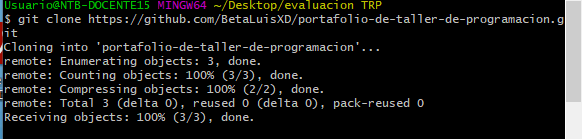 Usuario@NTB-DOCENTE15 MINGW64 ~/Desktop/evaluacion TRP
$ git clone https://github.com/BetaLuisXD/portafolio-de-taller-de-programacion.g
it
Cloning into 'portafolio-de-taller-de-programacion'...
remote: Enumerating objects: 3, done.
remote: Counting objects: 100% (3/3), done.
remote: Compressing objects: 100% (2/2), done.
remote: Total 3 (delta 0), reused 0 (delta 0), pack-reused 0
Receiving objects: 100% (3/3), done.